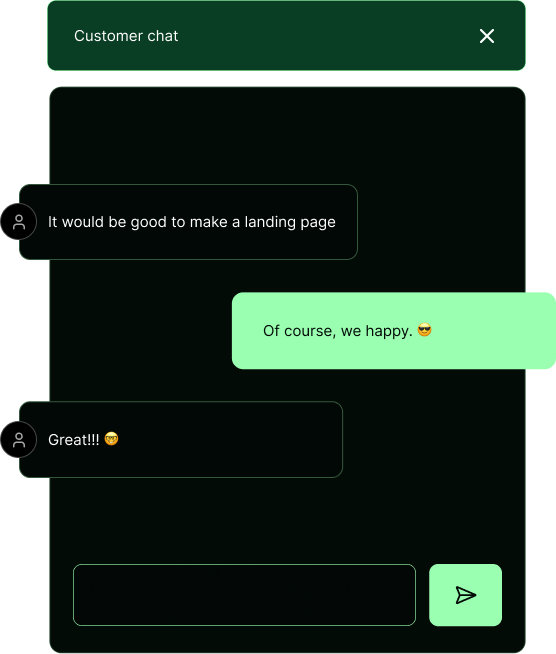 Customer chat
It would be good to make a landing page
Of course, we happy. 😎
Great!!! 🤓